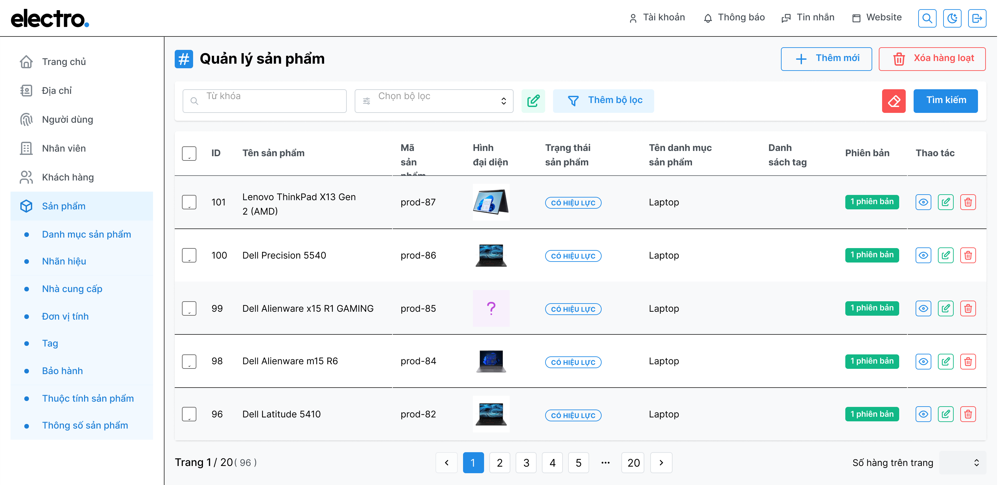 electro.
Tài khoản
Thông báo
Tin nhắn
Website
Trang chủ
Địa chỉ
Người dùng
Nhân viên
Khách hàng
Sản phẩm
Danh mục sản phẩm
Nhãn hiệu
Nhà cung cấp
Đơn vị tính
Tag
Bảo hành
Thuộc tính sản phẩm
Thông số sản phẩm
# Quản lý sản phẩm
Thêm mới
Xóa hàng loạt
Từ khóa
Chọn bộ lọc
Thêm bộ lọc
Tìm kiếm
ID
Tên sản phẩm
Mã
sản
phẩm
Hình
đại diện
Trạng thái
sản phẩm
Tên danh mục
sản phẩm
Danh
sách tag
Phiên bản
Thao tác
101
Lenovo ThinkPad X13 Gen
2 (AMD)
prod-87
CÓ HIỆU LỰC
Laptop
1 phiên bản
100
Dell Precision 5540
prod-86
CÓ HIỆU LỰC
Laptop
1 phiên bản
99
Dell Alienware x15 R1 GAMING
prod-85
?
CÓ HIỆU LỰC
Laptop
1 phiên bản
98
Dell Alienware m15 R6
prod-84
CÓ HIỆU LỰC
Laptop
1 phiên bản
96
Dell Latitude 5410
prod-82
CÓ HIỆU LỰC
Laptop
1 phiên bản
Trang 1 / 20 ( 96 )
1 2 3 4 5 ... 20
Số hàng trên trang